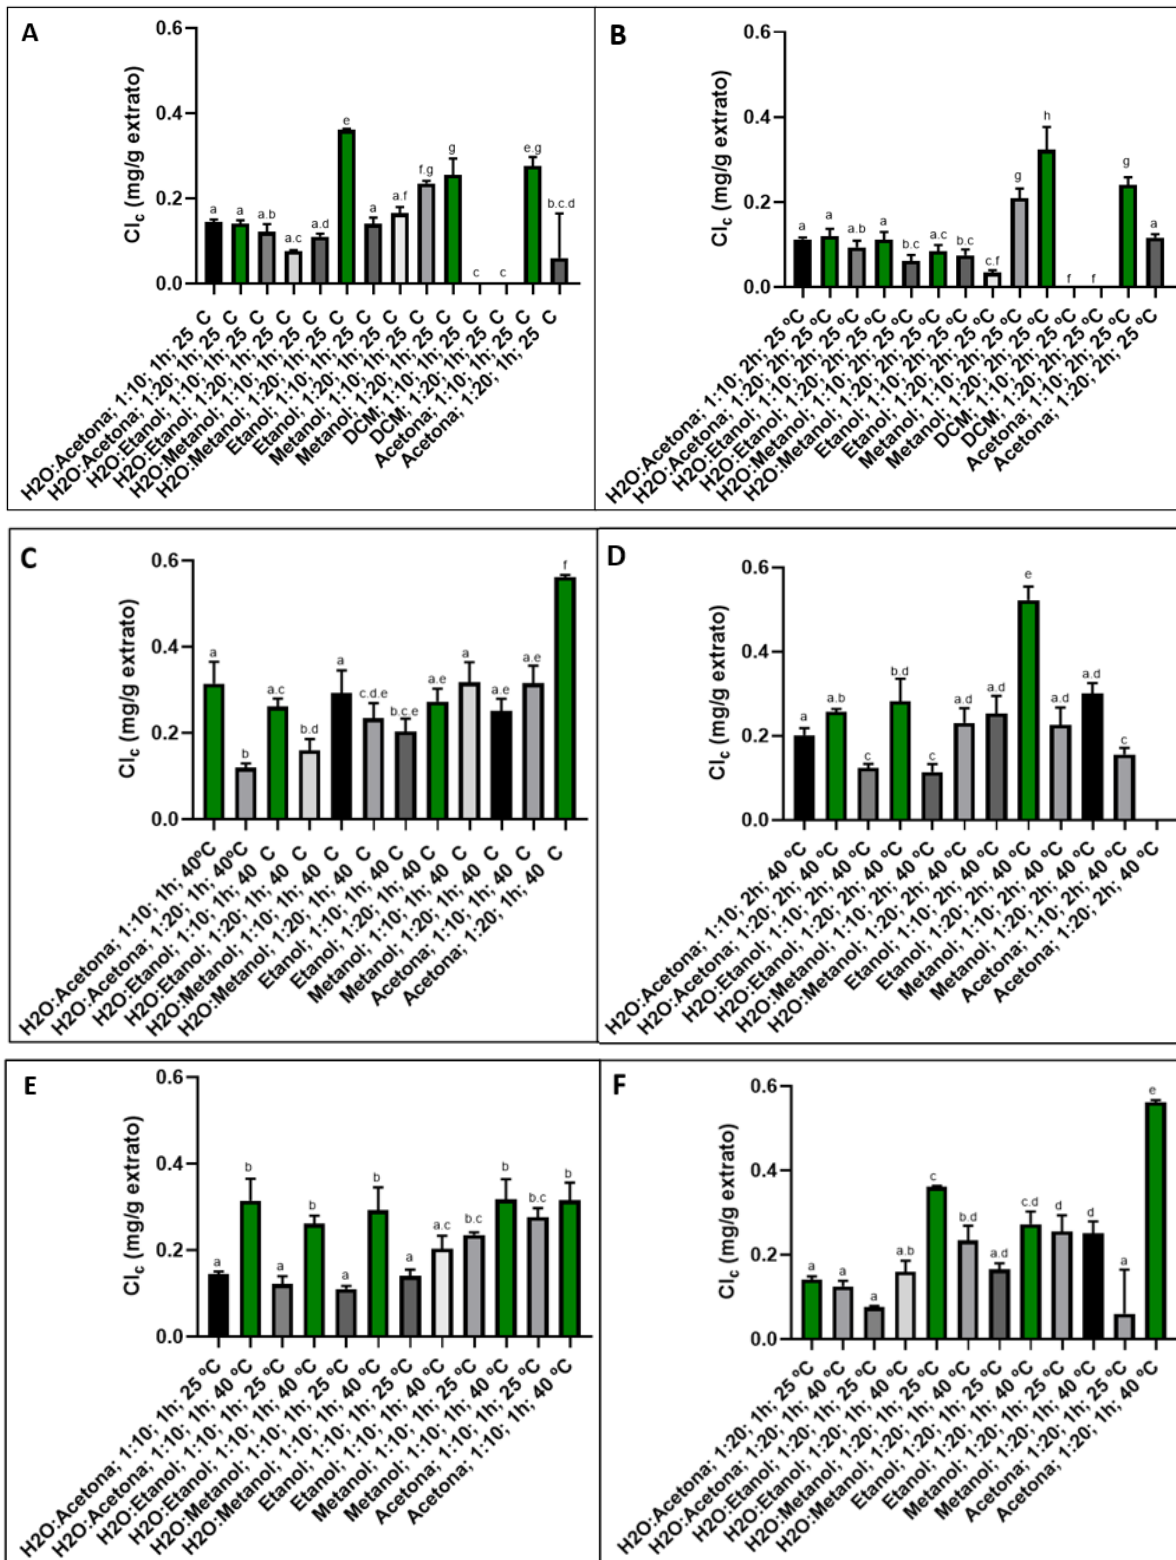 A
0.6
0.4
0.2
0.0
CI_c (mg/g extrato)
a
a
a.b
a.c
a.d
e
a
a.f
f.g
g
c
c
e.g
b.c.d
H2O:Acetona; 1:10; 1h; 25 C
H2O:Acetona; 1:20; 1h; 25 C
H2O:Etanol; 1:10; 1h; 25 C
H2O:Etanol; 1:20; 1h; 25 C
H2O:Metanol; 1:10; 1h; 25 C
H2O:Metanol; 1:20; 1h; 25 C
Etanol; 1:10; 1h; 25 C
Etanol; 1:20; 1h; 25 C
Metanol; 1:10; 1h; 25 C
Metanol; 1:20; 1h; 25 C
DCM; 1:10; 1h; 25 C
DCM; 1:20; 1h; 25 C
Acetona; 1:10; 1h; 25 C
Acetona; 1:20; 1h; 25 C
B
0.6
0.4
0.2
0.0
CI_c (mg/g extrato)
a
a
a.b
a
b.c
a.c
b.c
c.f
g
h
f
f
g
a
H2O:Acetona; 1:10; 2h; 25 ºC
H2O:Acetona; 1:20; 2h; 25 ºC
H2O:Etanol; 1:10; 2h; 25 ºC
H2O:Etanol; 1:20; 2h; 25 ºC
H2O:Metanol; 1:10; 2h; 25 ºC
H2O:Metanol; 1:20; 2h; 25 ºC
Etanol; 1:10; 2h; 25 ºC
Etanol; 1:20; 2h; 25 ºC
Metanol; 1:10; 2h; 25 ºC
Metanol; 1:20; 2h; 25 ºC
DCM; 1:10; 2h; 25 ºC
DCM; 1:20; 2h; 25 ºC
Acetona; 1:10; 2h; 25 ºC
Acetona; 1:20; 2h; 25 ºC
C
0.6
0.4
0.2
0.0
CI_c (mg/g extrato)
a
b
a.c
b.d
a
c.d.e
b.c.e
a.e
a
a.e
a.e
f
H2O:Acetona; 1:10; 1h; 40ºC
H2O:Acetona; 1:20; 1h; 40ºC
H2O:Etanol; 1:10; 1h; 40 C
H2O:Etanol; 1:20; 1h; 40 C
H2O:Metanol; 1:10; 1h; 40 C
H2O:Metanol; 1:20; 1h; 40 C
Etanol; 1:10; 1h; 40 C
Etanol; 1:20; 1h; 40 C
Metanol; 1:10; 1h; 40 C
Metanol; 1:20; 1h; 40 C
Acetona; 1:10; 1h; 40 C
Acetona; 1:20; 1h; 40 C
D
0.6
0.4
0.2
0.0
CI_c (mg/g extrato)
a
a.b
c
b.d
c
a.d
a.d
e
a.d
a.d
c
H2O:Acetona; 1:10; 2h; 40 ºC
H2O:Acetona; 1:20; 2h; 40 ºC
H2O:Etanol; 1:10; 2h; 40 ºC
H2O:Etanol; 1:20; 2h; 40 ºC
H2O:Metanol; 1:10; 2h; 40 ºC
H2O:Metanol; 1:20; 2h; 40 ºC
Etanol; 1:10; 2h; 40 ºC
Etanol; 1:20; 2h; 40 ºC
Metanol; 1:10; 2h; 40 ºC
Metanol; 1:20; 2h; 40 ºC
Acetona; 1:10; 2h; 40 ºC
Acetona; 1:20; 2h; 40 ºC
E
0.6
0.4
0.2
0.0
CI_c (mg/g extrato)
a
b
a
b
a
b
a
a.c
b.c
b
b.c
b
H2O:Acetona; 1:10; 1h; 25 ºC
H2O:Acetona; 1:10; 1h; 40 ºC
H2O:Etanol; 1:10; 1h; 25 ºC
H2O:Etanol; 1:10; 1h; 40 ºC
H2O:Metanol; 1:10; 1h; 25 ºC
H2O:Metanol; 1:10; 1h; 40 ºC
Etanol; 1:10; 1h; 25 ºC
Etanol; 1:10; 1h; 40 ºC
Metanol; 1:10; 1h; 25 ºC
Metanol; 1:10; 1h; 40 ºC
Acetona; 1:10; 1h; 25 ºC
Acetona; 1:10; 1h; 40 ºC
F
0.6
0.4
0.2
0.0
CI_c (mg/g extrato)
a
a
a
a.b
c
b.d
a.d
c.d
d
d
a
e
H2O:Acetona; 1:20; 1h; 25 ºC
H2O:Acetona; 1:20; 1h; 40 ºC
H2O:Etanol; 1:20; 1h; 25 ºC
H2O:Etanol; 1:20; 1h; 40 ºC
H2O:Metanol; 1:20; 1h; 25 ºC
H2O:Metanol; 1:20; 1h; 40 ºC
Etanol; 1:20; 1h; 25 ºC
Etanol; 1:20; 1h; 40 ºC
Metanol; 1:20; 1h; 25 ºC
Metanol; 1:20; 1h; 40 ºC
Acetona; 1:20; 1h; 25 ºC
Acetona; 1:20; 1h; 40 ºC